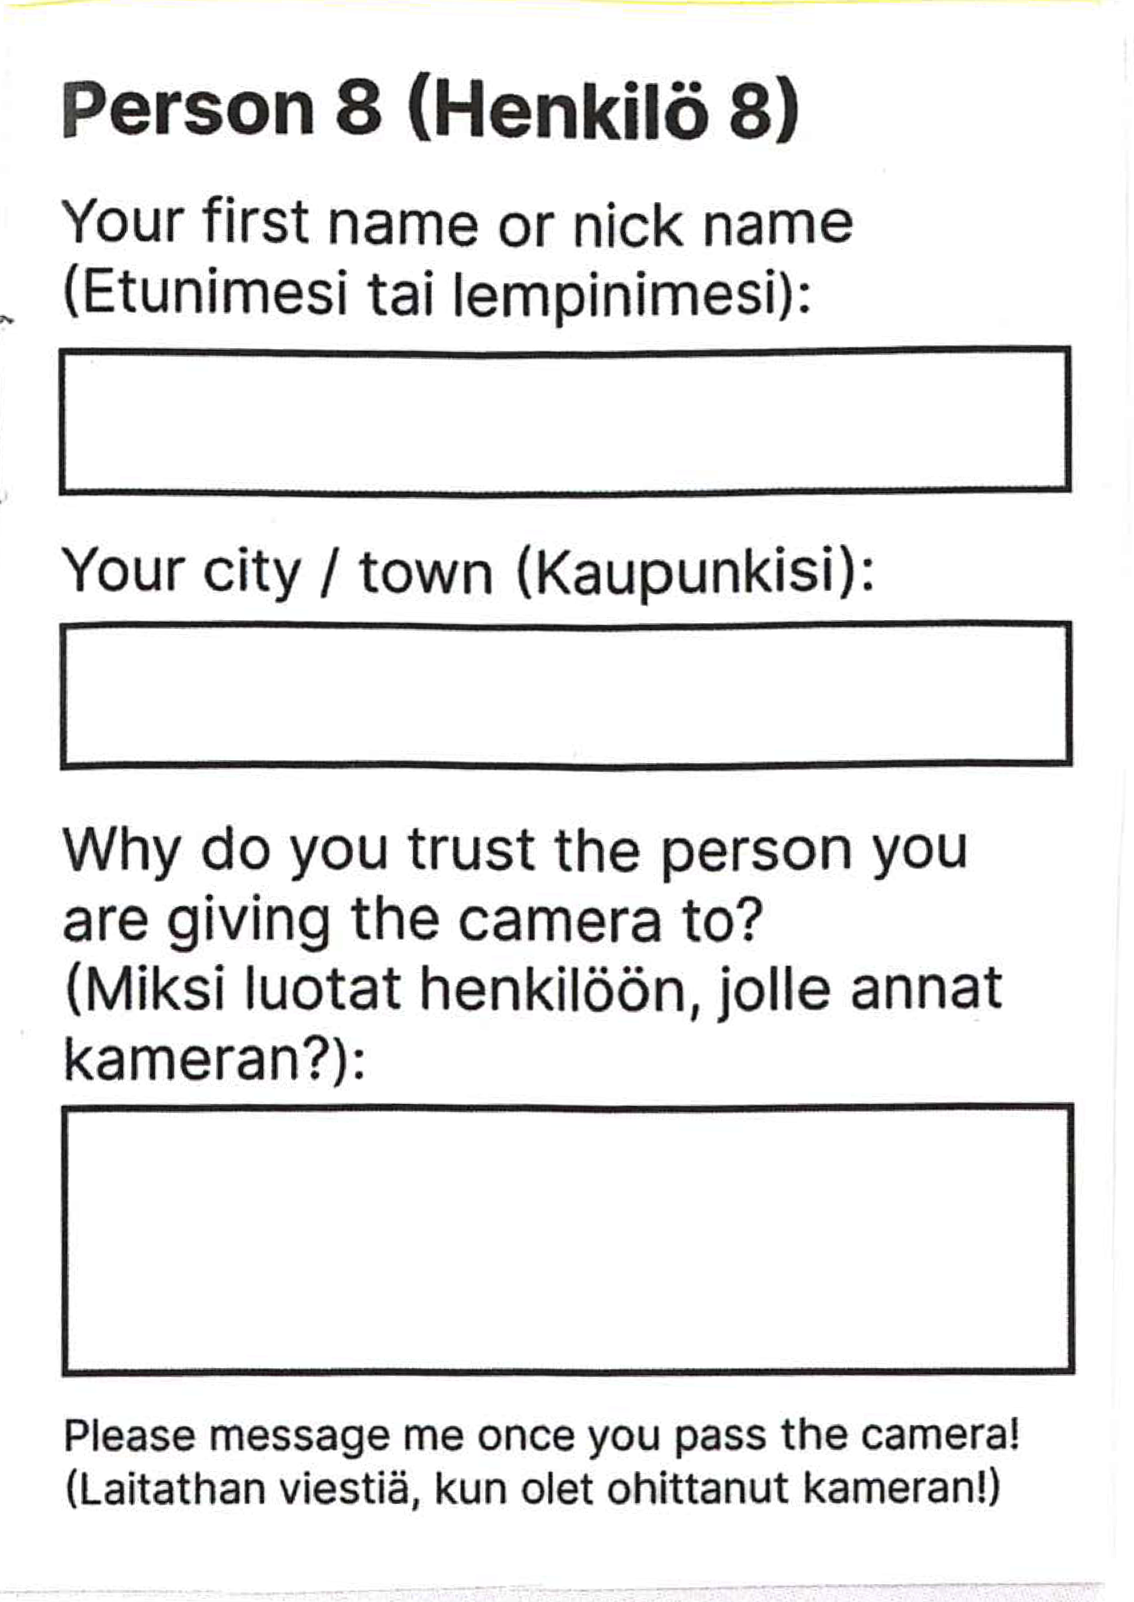 Person 8 (Henkilö 8)
Your first name or nick name
(Etunimesi tai lempinimesi):
Your city / town (Kaupunkisi):
Why do you trust the person you
are giving the camera to?
(Miksi luotat henkilöön, jolle annat
kameran?):
Please message me once you pass the camera!
(Laitathan viestiä, kun olet ohittanut kameran!)